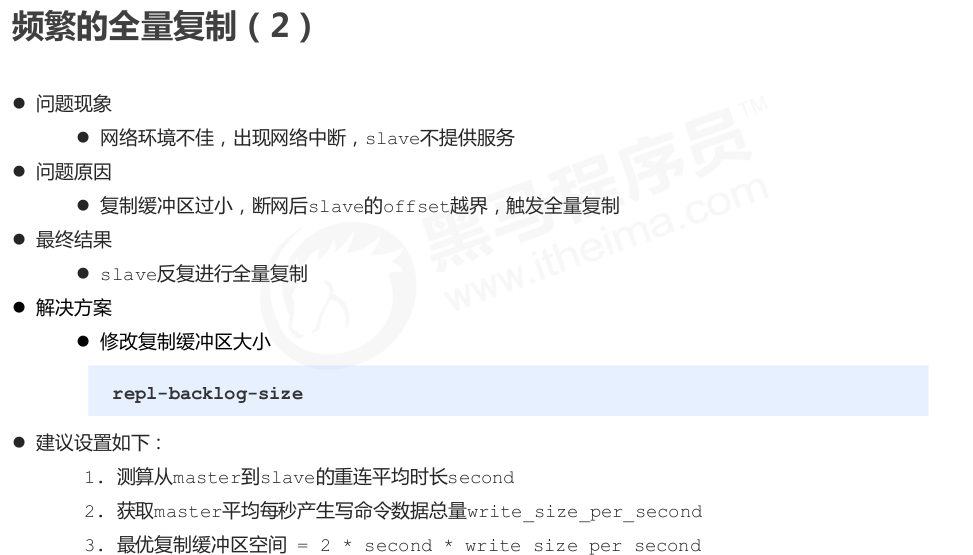 频繁的全量复制（2）
● 问题现象
● 网络环境不佳，出现网络中断，slave不提供服务
● 问题原因
● 复制缓冲区过小，断网后slave的offset越界，触发全量复制
● 最终结果
● slave反复进行全量复制
● 解决方案
● 修改复制缓冲区大小
repl-backlog-size
● 建议设置如下：
1. 测算从master到slave的重连平均时长second
2. 获取master平均每秒产生写命令数据总量write_size_per_second
3. 最优复制缓冲区空间 = 2 * second * write_size_per_second
黑马程序员™
www.itheima.com